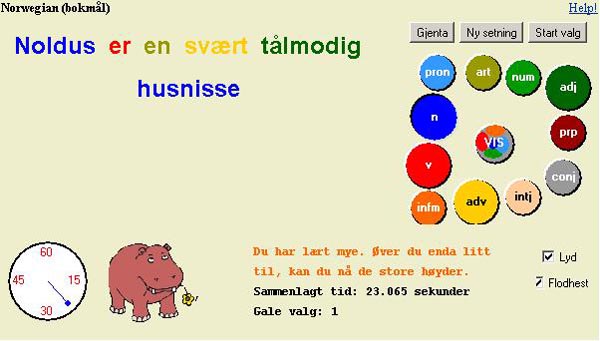 Norwegian (bokmål)
Help!
Noldus er en svært tålmodig
husnisse
Gjenta
Ny setning
Start valg
pron
art
num
adj
n
VIS
prp
v
conj
infm
adv
intj
60
45
15
30
Du har lært mye. Øver du enda litt
til, kan du nå de store høyder.
Sammenlagt tid: 23.065 sekunder
Gale valg: 1
Lyd
Flodhest